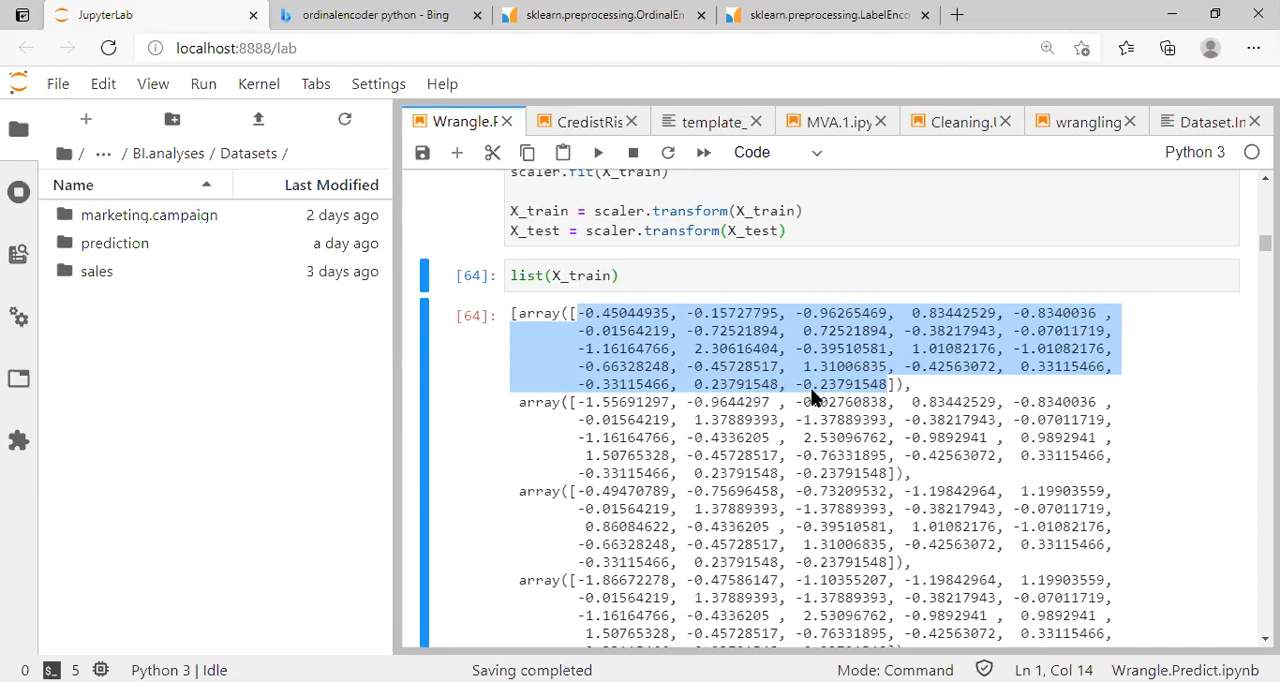 JupyterLab
ordinalencoder python - Bing
sklearn.preprocessing.OrdinalEn
sklearn.preprocessing.LabelEnco
localhost:8888/lab
File Edit View Run Kernel Tabs Settings Help
Wrangle.P
CredistRis
template_
MVA.1.ipy
Cleaning.U
wrangling
Dataset.In
/ ··· / BI.analyses / Datasets /
Code
Python 3
Name
Last Modified
marketing.campaign 2 days ago
prediction a day ago
sales 3 days ago
scaler.fit(X_train)
X_train = scaler.transform(X_train)
X_test = scaler.transform(X_test)
[64]: list(X_train)
[64]: [array([-0.45044935, -0.15727795, -0.96265469, 0.83442529, -0.8340036 ,
-0.01564219, -0.72521894, 0.72521894, -0.38217943, -0.07011719,
-1.16164766, 2.30616404, -0.39510581, 1.01082176, -1.01082176,
-0.66328248, -0.45728517, 1.31006835, -0.42563072, 0.33115466,
-0.33115466, 0.23791548, -0.23791548]),
array([-1.55691297, -0.9644297 , -0.02760838, 0.83442529, -0.8340036 ,
-0.01564219, 1.37889393, -1.37889393, -0.38217943, -0.07011719,
-1.16164766, -0.4336205 , 2.53096762, -0.9892941 , 0.9892941 ,
1.50765328, -0.45728517, -0.76331895, -0.42563072, 0.33115466,
-0.33115466, 0.23791548, -0.23791548]),
array([-0.49470789, -0.75696458, -0.73209532, -1.19842964, 1.19903559,
-0.01564219, 1.37889393, -1.37889393, -0.38217943, -0.07011719,
0.86084622, -0.4336205 , -0.39510581, 1.01082176, -1.01082176,
-0.66328248, -0.45728517, 1.31006835, -0.42563072, 0.33115466,
-0.33115466, 0.23791548, -0.23791548]),
array([-1.86672278, -0.47586147, -1.10355207, -1.19842964, 1.19903559,
-0.01564219, 1.37889393, -1.37889393, -0.38217943, -0.07011719,
-1.16164766, -0.4336205 , 2.53096762, -0.9892941 , 0.9892941 ,
1.50765328, -0.45728517, -0.76331895, -0.42563072, 0.33115466,
0 5 Python 3 | Idle Saving completed Mode: Command Ln 1, Col 14 Wrangle.Predict.ipynb